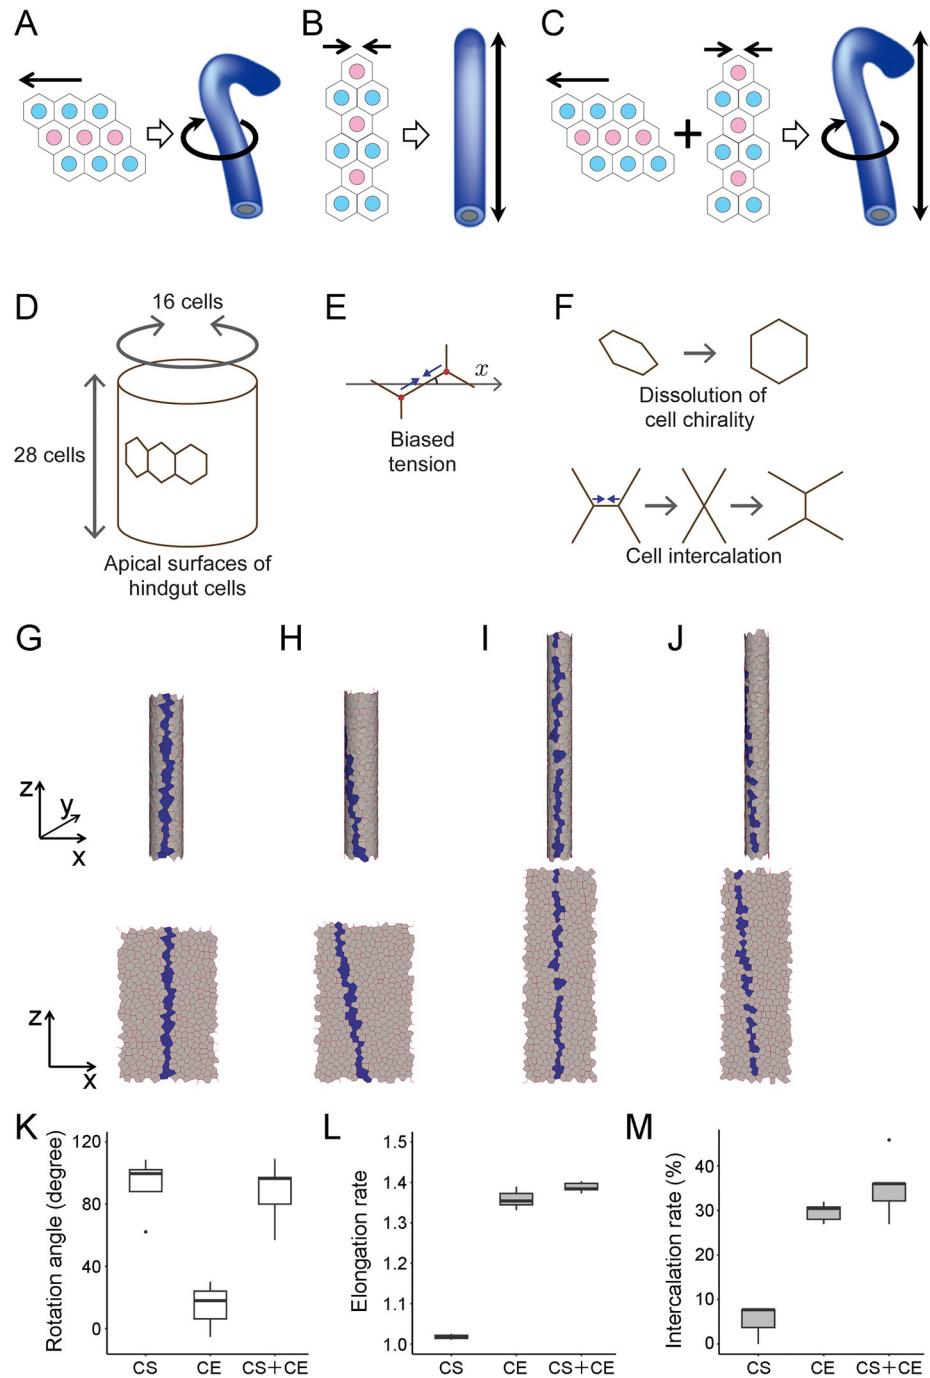 A
B
C
D
16 cells
28 cells
Apical surfaces of
hindgut cells
E
x
Biased
tension
F
Dissolution of
cell chirality
Cell intercalation
G
H
I
J
z
y
x
z
x
K
Rotation angle (degree)
120
80
40
0
CS
CE
CS+CE
L
Elongation rate
1.5
1.4
1.3
1.2
1.1
1.0
CS
CE
CS+CE
M
Intercalation rate (%)
40
30
20
10
0
CS
CE
CS+CE